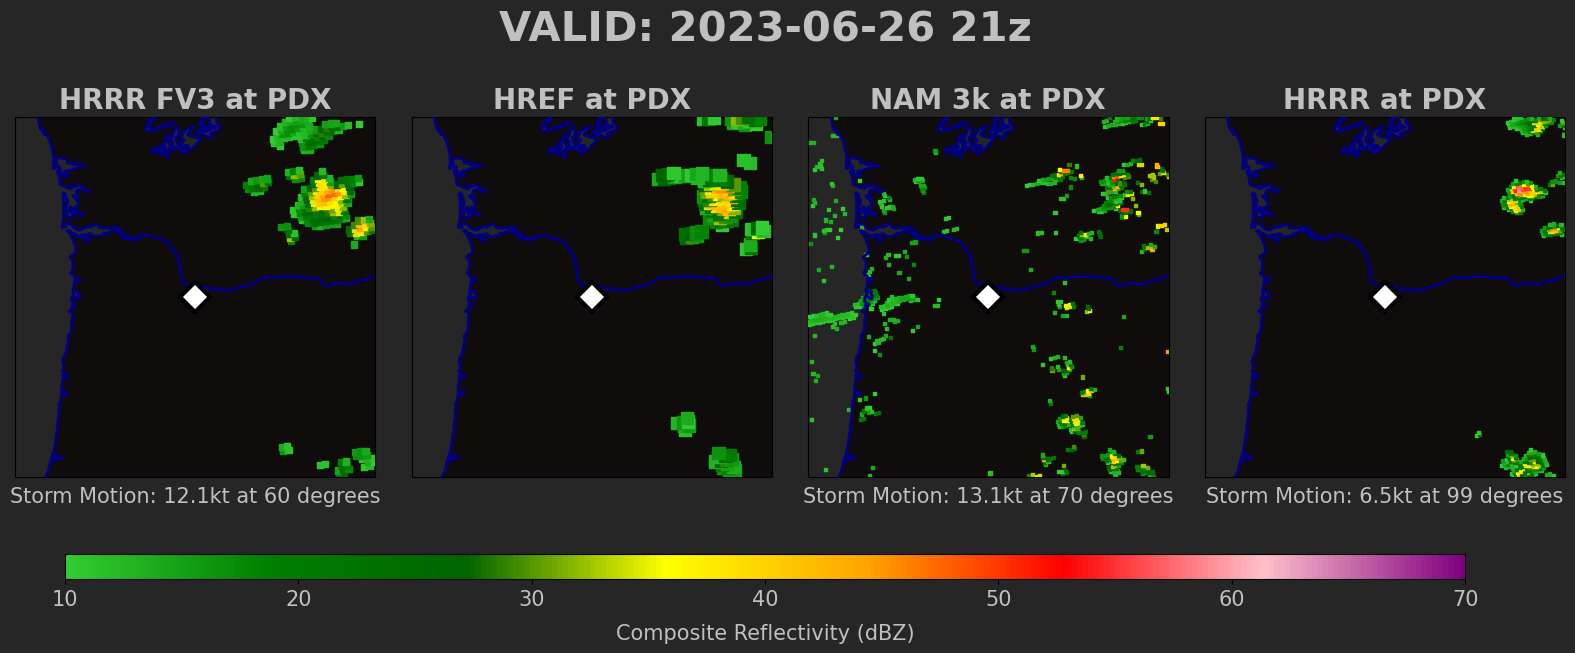 VALID: 2023-06-26 21z
HRRR FV3 at PDX
HREF at PDX
NAM 3k at PDX
HRRR at PDX
Storm Motion: 12.1kt at 60 degrees
Storm Motion: 13.1kt at 70 degrees
Storm Motion: 6.5kt at 99 degrees
10 20 30 40 50 60 70
Composite Reflectivity (dBZ)